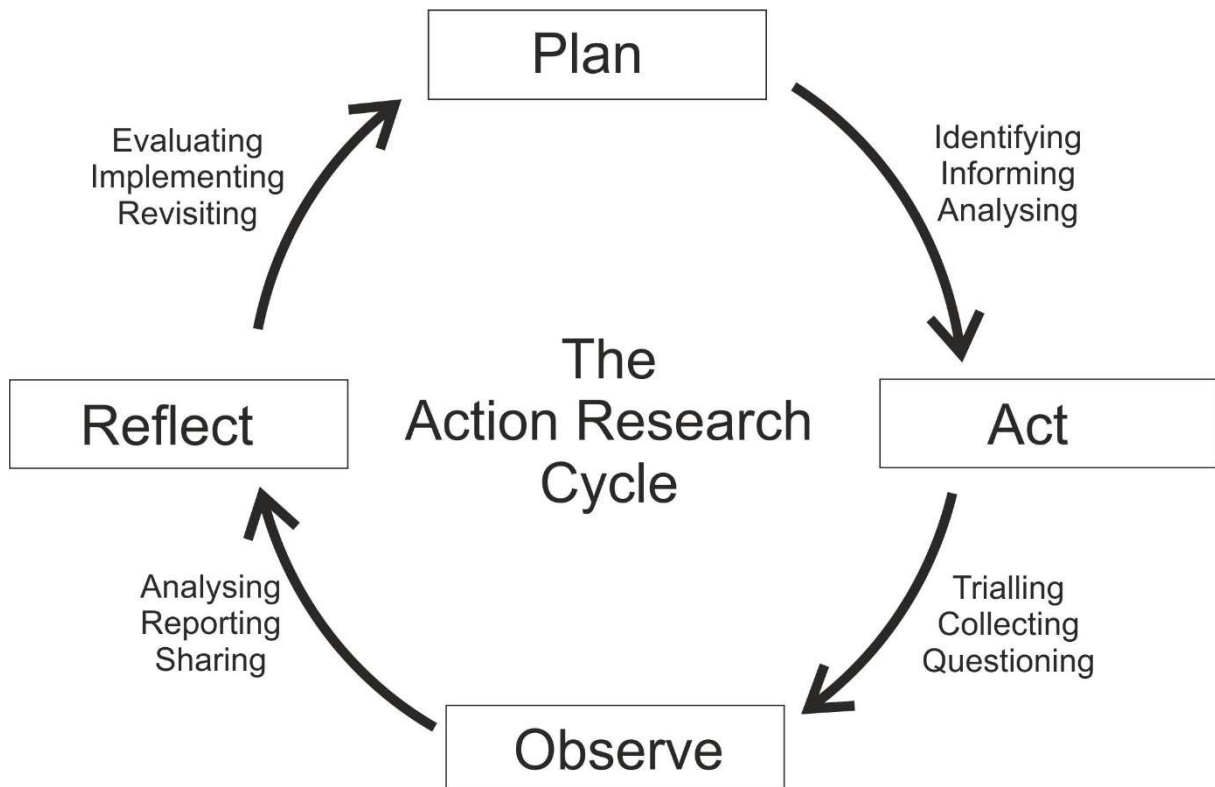 Plan
Evaluating
Implementing
Revisiting
Identifying
Informing
Analysing
The
Action Research
Cycle
Reflect
Act
Analysing
Reporting
Sharing
Trialling
Collecting
Questioning
Observe